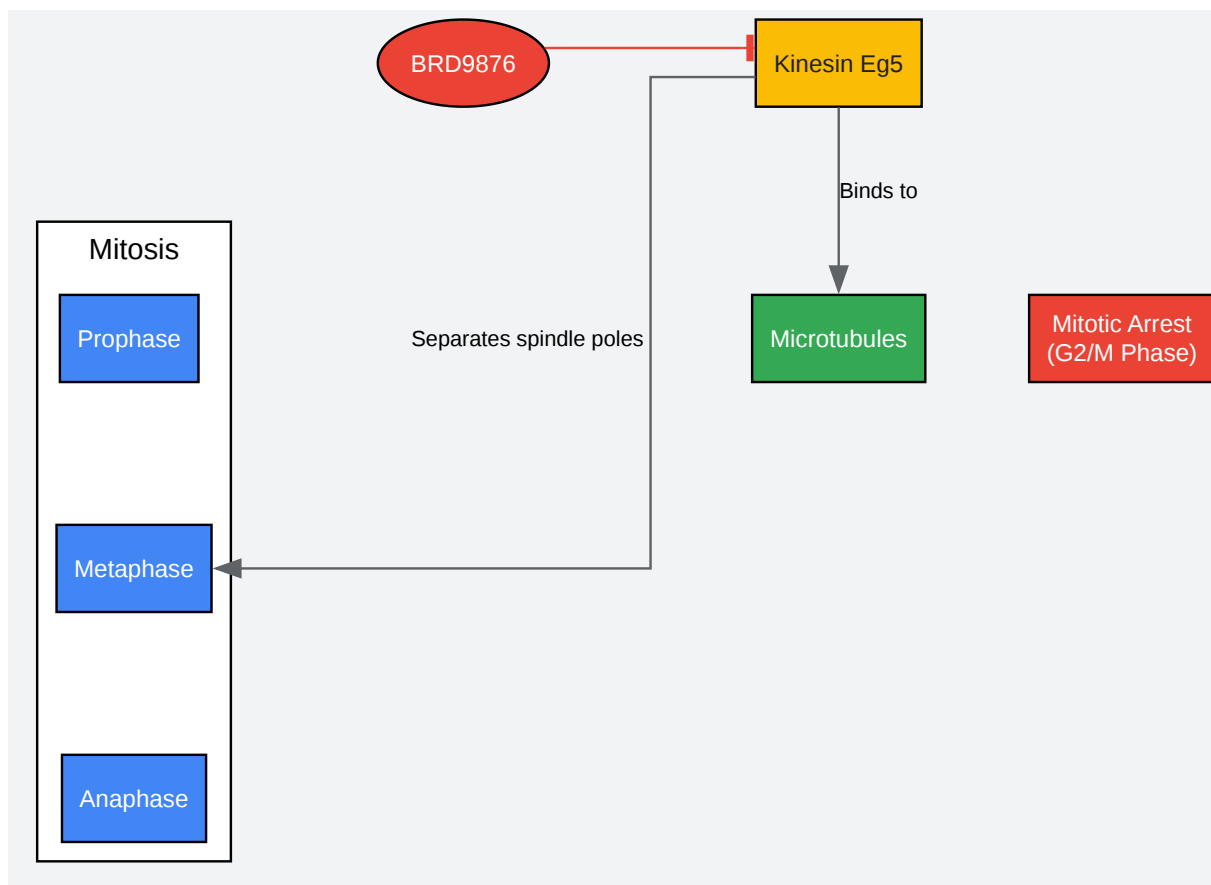 BRD9876
Kinesin Eg5
Binds to
Mitosis
Prophase
Separates spindle poles
Microtubules
Mitotic Arrest
(G2/M Phase)
Metaphase
Anaphase